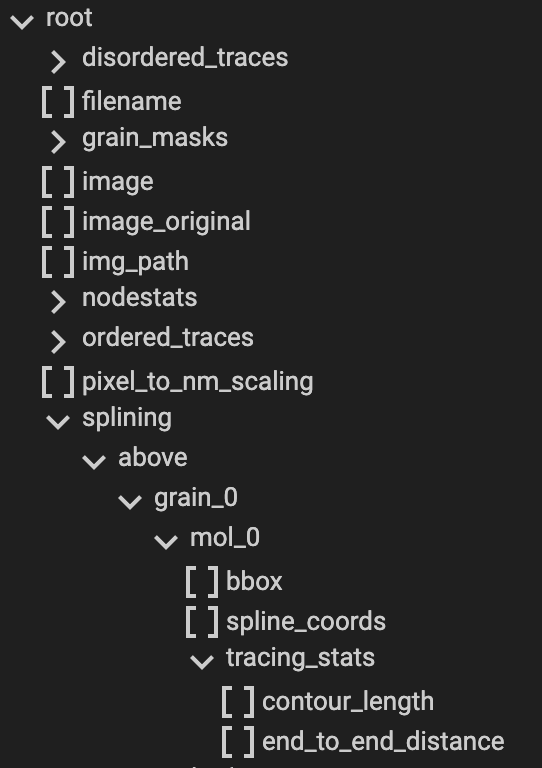 root
disordered_traces
[ ] filename
grain_masks
[ ] image
[ ] image_original
[ ] img_path
nodestats
ordered_traces
[ ] pixel_to_nm_scaling
splining
above
grain_0
mol_0
[ ] bbox
[ ] spline_coords
tracing_stats
[ ] contour_length
[ ] end_to_end_distance